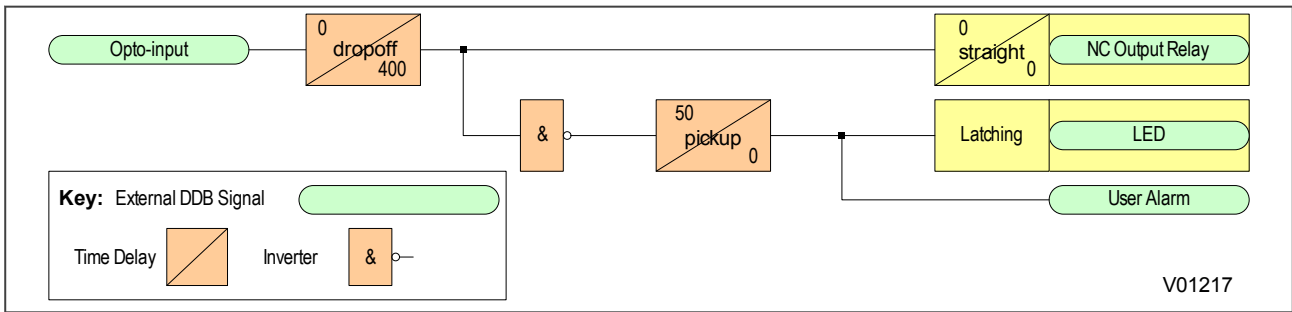 Opto-input
0
dropoff
400
0
straight
0
NC Output Relay
&
50
pickup
0
Latching
LED
User Alarm
Key: External DDB Signal
Time Delay
Inverter
&
V01217